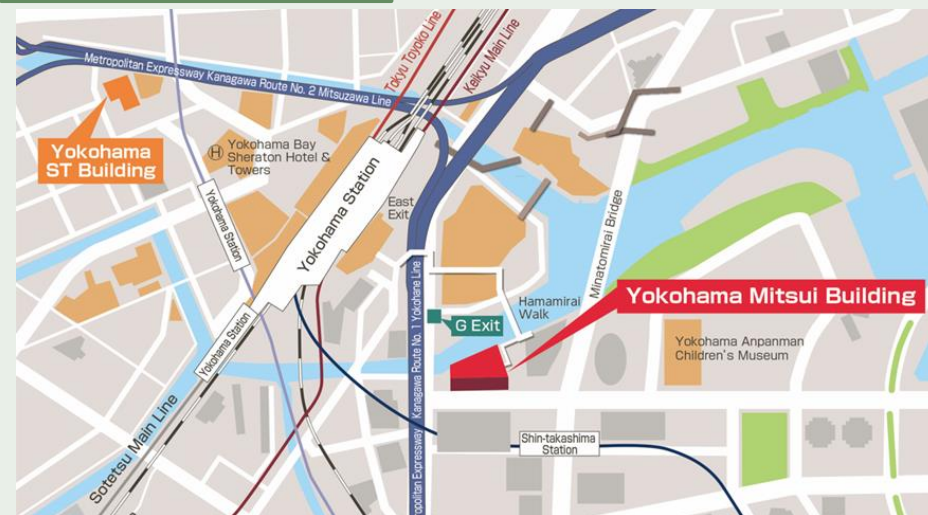 Metropolitan Expressway Kanagawa Route No. 2 Mitsuzawa Line
Tokyu Toyoko Line
Keikyu Main Line
Yokohama
ST Building
H
Yokohama Bay
Sheraton Hotel &
Towers
Yokohama Station
Yokohama Station
East
Exit
Minatomirai Bridge
Yokohama Mitsui Building
Hamamirai
Walk
G Exit
Yokohama Station
Yokohama Anpanman
Children's Museum
Metropolitan Expressway Kanagawa Route No. 1 Yokohane Line
Sotetsu Main Line
Shin-takashima
Station